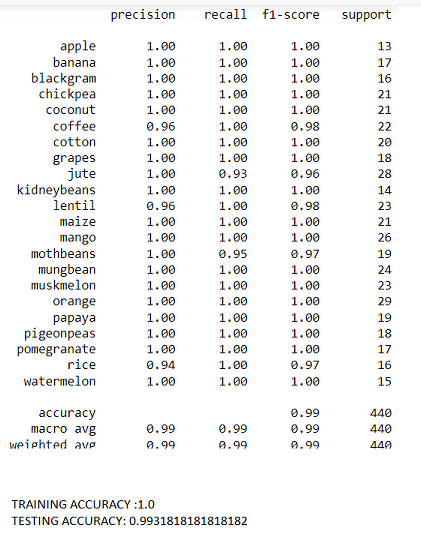 precision recall f1-score support
apple 1.00 1.00 1.00 13
banana 1.00 1.00 1.00 17
blackgram 1.00 1.00 1.00 16
chickpea 1.00 1.00 1.00 21
coconut 1.00 1.00 1.00 21
coffee 0.96 1.00 0.98 22
cotton 1.00 1.00 1.00 20
grapes 1.00 1.00 1.00 18
jute 1.00 0.93 0.96 28
kidneybeans 1.00 1.00 1.00 14
lentil 0.96 1.00 0.98 23
maize 1.00 1.00 1.00 21
mango 1.00 1.00 1.00 26
mothbeans 1.00 0.95 0.97 19
mungbean 1.00 1.00 1.00 24
muskmelon 1.00 1.00 1.00 23
orange 1.00 1.00 1.00 29
papaya 1.00 1.00 1.00 19
pigeonpeas 1.00 1.00 1.00 18
pomegranate 1.00 1.00 1.00 17
rice 0.94 1.00 0.97 16
watermelon 1.00 1.00 1.00 15
accuracy 0.99 440
macro avg 0.99 0.99 0.99 440
weighted avg 0.99 0.99 0.99 440
TRAINING ACCURACY :1.0
TESTING ACCURACY: 0.9931818181818182